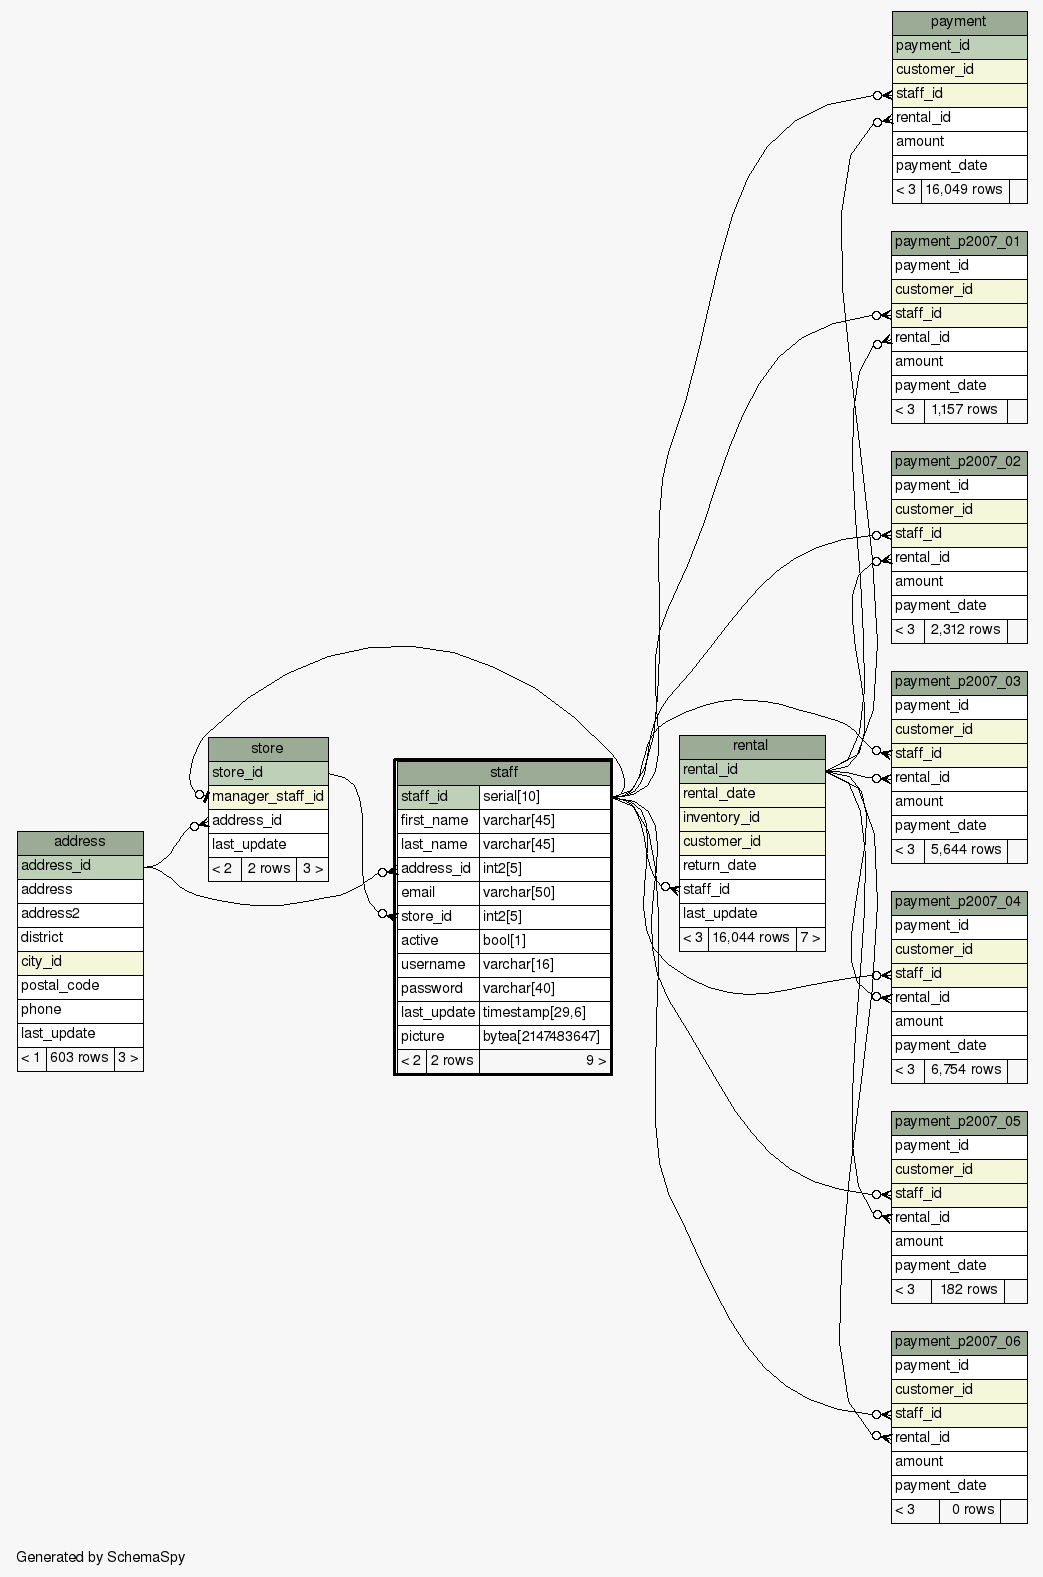 payment
payment_id
customer_id
staff_id
rental_id
amount
payment_date
< 3 16,049 rows
payment_p2007_01
payment_id
customer_id
staff_id
rental_id
amount
payment_date
< 3 1,157 rows
payment_p2007_02
payment_id
customer_id
staff_id
rental_id
amount
payment_date
< 3 2,312 rows
payment_p2007_03
payment_id
customer_id
staff_id
rental_id
amount
payment_date
< 3 5,644 rows
payment_p2007_04
payment_id
customer_id
staff_id
rental_id
amount
payment_date
< 3 6,754 rows
payment_p2007_05
payment_id
customer_id
staff_id
rental_id
amount
payment_date
< 3 182 rows
payment_p2007_06
payment_id
customer_id
staff_id
rental_id
amount
payment_date
< 3 0 rows
rental
rental_id
rental_date
inventory_id
customer_id
return_date
staff_id
last_update
< 3 16,044 rows 7 >
store
store_id
manager_staff_id
address_id
last_update
< 2 2 rows 3 >
staff
staff_id serial[10]
first_name varchar[45]
last_name varchar[45]
address_id int2[5]
email varchar[50]
store_id int2[5]
active bool[1]
username varchar[16]
password varchar[40]
last_update timestamp[29,6]
picture bytea[2147483647]
< 2 2 rows 9 >
address
address_id
address
address2
district
city_id
postal_code
phone
last_update
< 1 603 rows 3 >
Generated by SchemaSpy